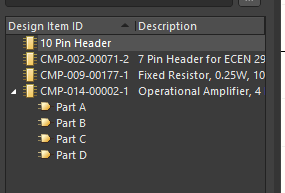 Design Item ID Description
10 Pin Header
CMP-002-00071-2 7 Pin Header for ECEN 29
CMP-009-00177-1 Fixed Resistor, 0.25W, 10
CMP-014-00002-1 Operational Amplifier, 4
Part A
Part B
Part C
Part D